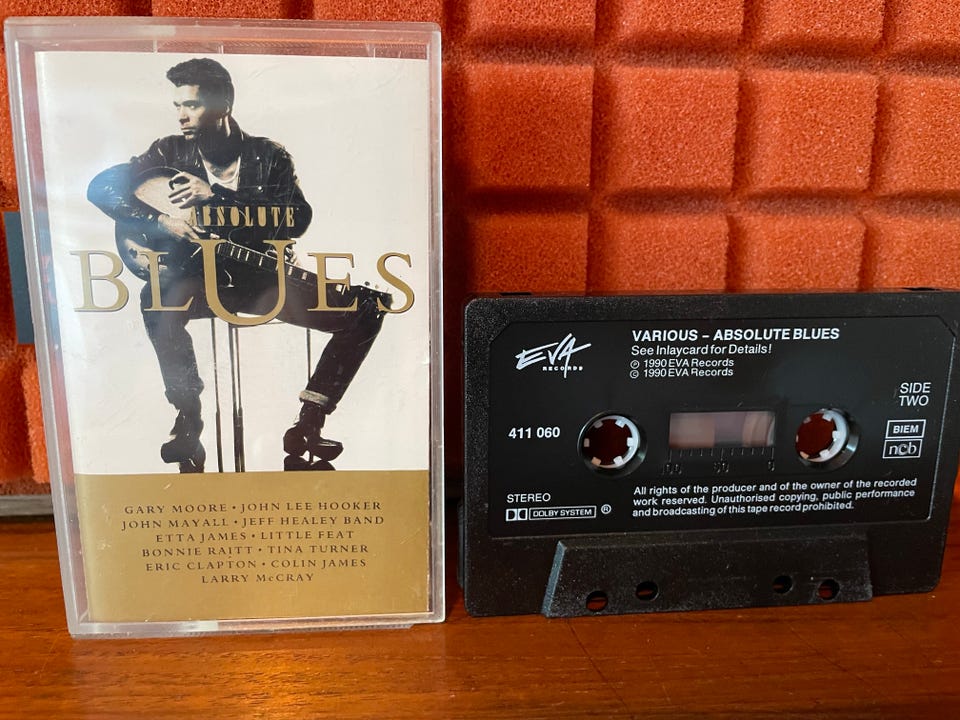 ABSOLUTE
BLUES
GARY MOORE • JOHN LEE HOOKER
JOHN MAYALL • JEFF HEALEY BAND
ETTA JAMES • LITTLE FEAT
BONNIE RAITT • TINA TURNER
ERIC CLAPTON • COLIN JAMES
LARRY McCRAY
EVA
RECORDS
VARIOUS – ABSOLUTE BLUES
See Inlaycard for Details!
℗ 1990 EVA Records
© 1990 EVA Records
SIDE
TWO
411 060
BIEM
ncb
100 50 0
STEREO
DOLBY SYSTEM ®
All rights of the producer and of the owner of the recorded
work reserved. Unauthorised copying, public performance
and broadcasting of this tape record prohibited.